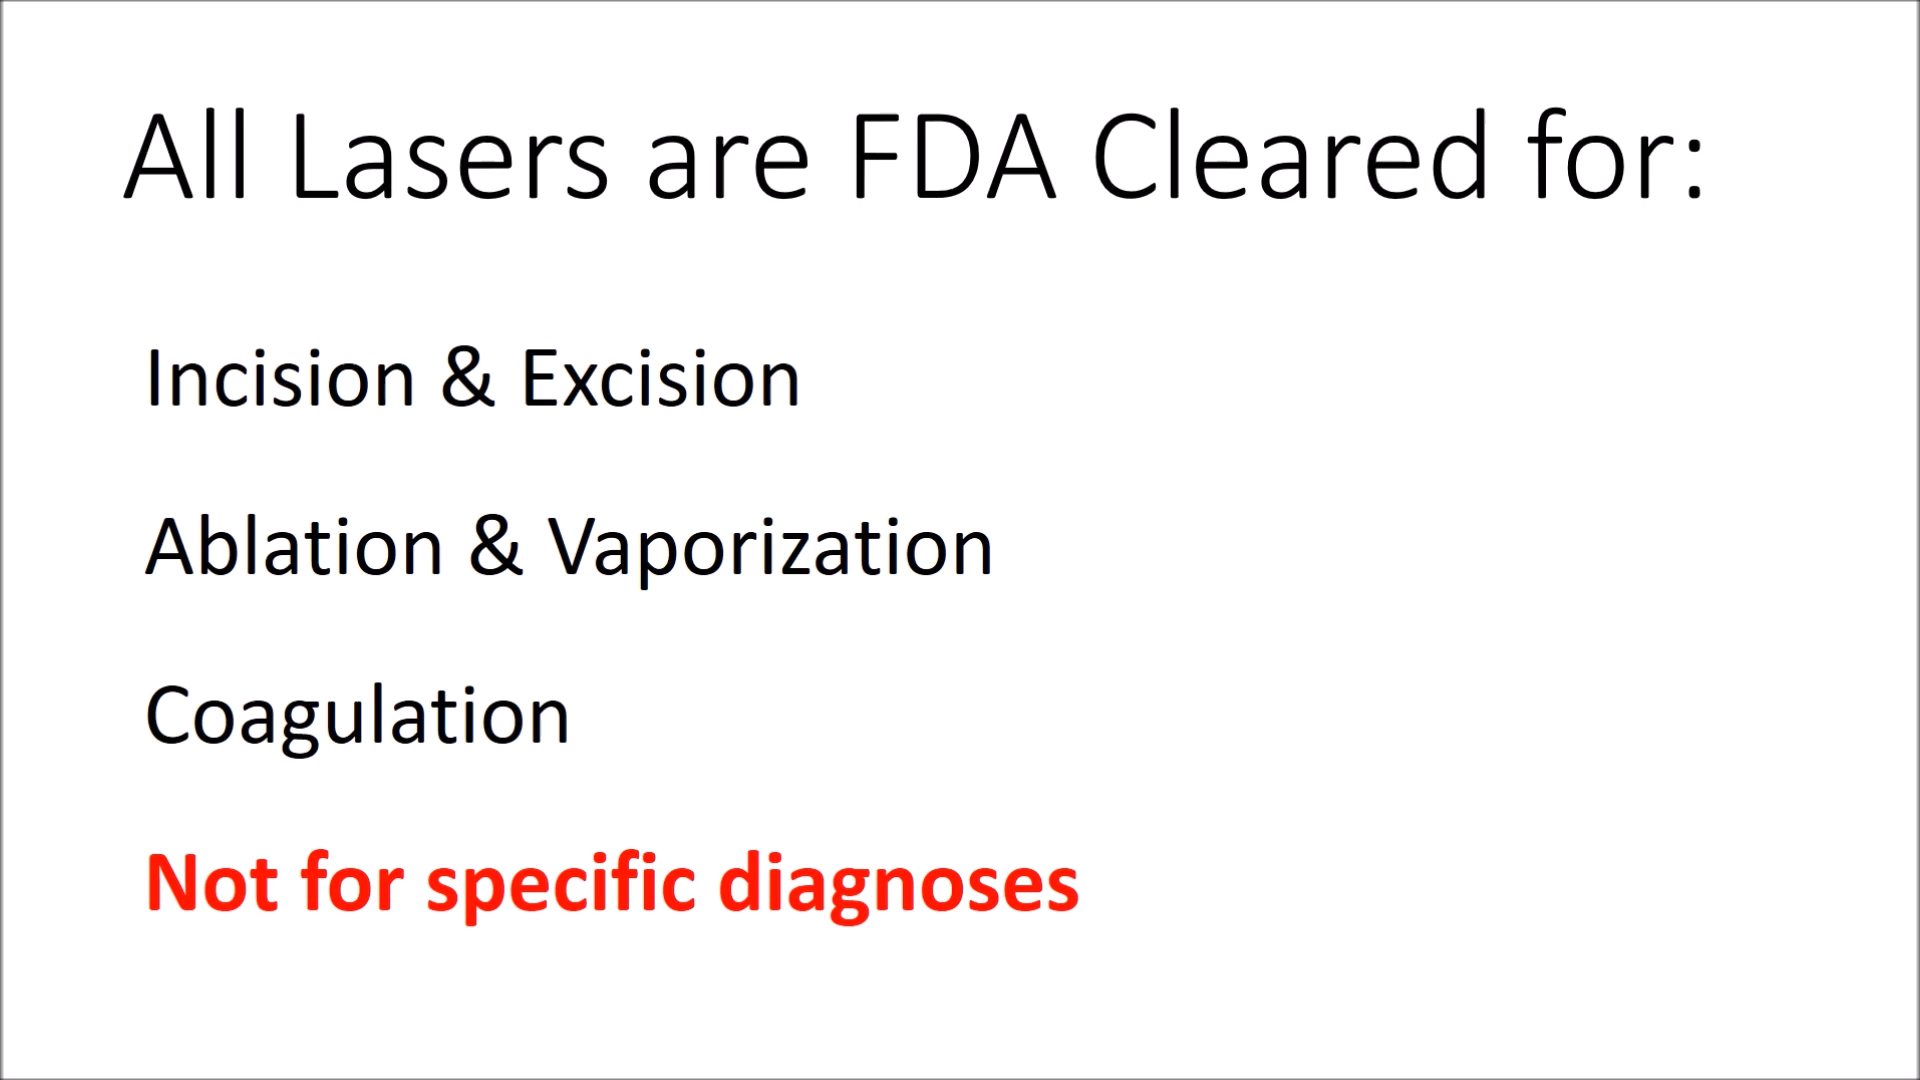 All Lasers are FDA Cleared for:
Incision & Excision
Ablation & Vaporization
Coagulation
Not for specific diagnoses